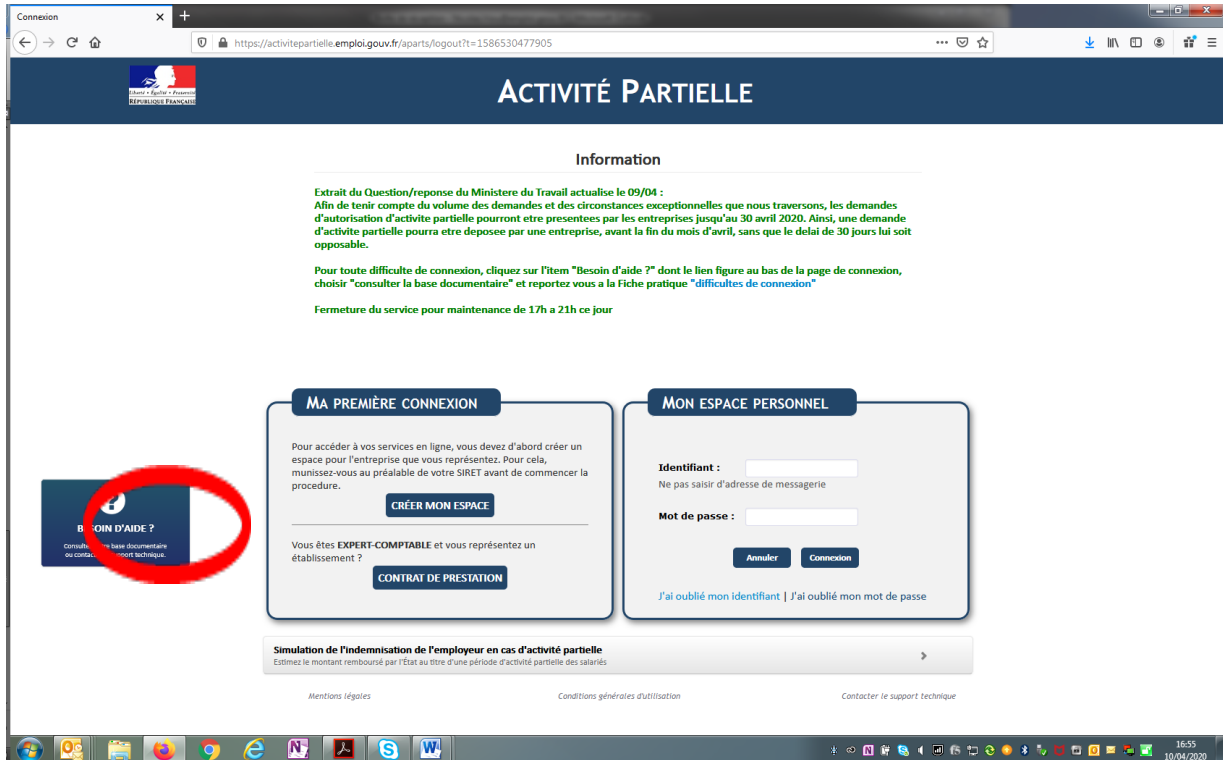 Connexion
https://activitepartielle.emploi.gouv.fr/aparts/logout?t=1586530477905
Liberté • Égalité • Fraternité
RÉPUBLIQUE FRANÇAISE
ACTIVITÉ PARTIELLE
Information
Extrait du Question/reponse du Ministere du Travail actualise le 09/04 :
Afin de tenir compte du volume des demandes et des circonstances exceptionnelles que nous traversons, les demandes
d'autorisation d'activite partielle pourront etre presentees par les entreprises jusqu'au 30 avril 2020. Ainsi, une demande
d'activite partielle pourra etre deposee par une entreprise, avant la fin du mois d'avril, sans que le delai de 30 jours lui soit
opposable.
Pour toute difficulte de connexion, cliquez sur l'item "Besoin d'aide ?" dont le lien figure au bas de la page de connexion,
choisir "consulter la base documentaire" et reportez vous a la Fiche pratique "difficultes de connexion"
Fermeture du service pour maintenance de 17h a 21h ce jour
MA PREMIÈRE CONNEXION
Pour accéder à vos services en ligne, vous devez d'abord créer un
espace pour l'entreprise que vous représentez. Pour cela,
munissez-vous au préalable de votre SIRET avant de commencer la
procedure.
CRÉER MON ESPACE
Vous êtes EXPERT-COMPTABLE et vous représentez un
établissement ?
CONTRAT DE PRESTATION
MON ESPACE PERSONNEL
Identifiant :
Ne pas saisir d'adresse de messagerie
Mot de passe :
Annuler
Connexion
J'ai oublié mon identifiant | J'ai oublié mon mot de passe
?
BESOIN D'AIDE ?
base documentaire
ou support technique.
Simulation de l'indemnisation de l'employeur en cas d'activité partielle
Estimez le montant remboursé par l'État au titre d'une période d'activité partielle des salariés
Mentions légales
Conditions générales d'utilisation
Contacter le support technique
16:55
10/04/2020